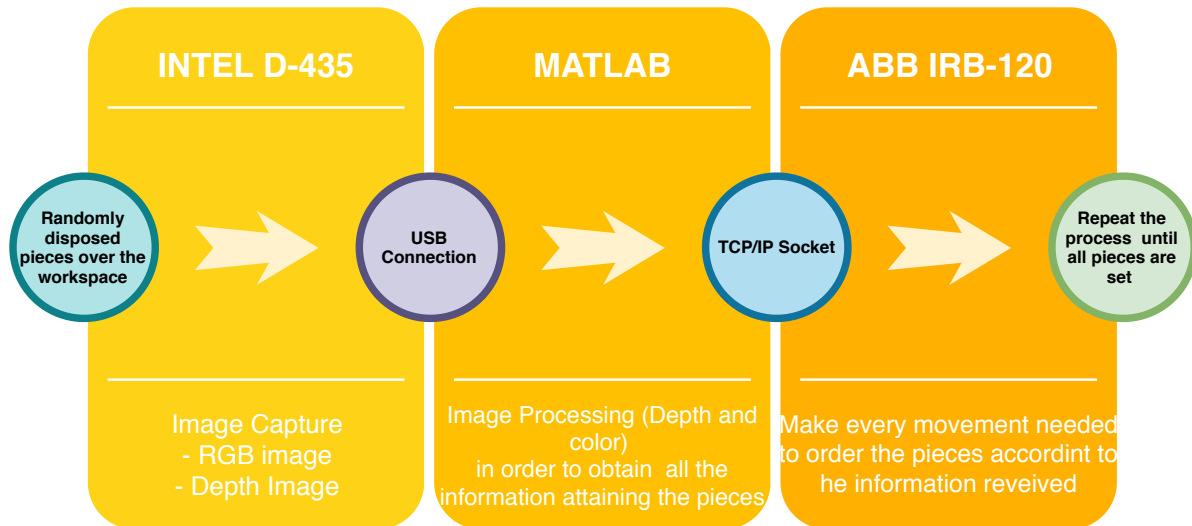 INTEL D-435
MATLAB
ABB IRB-120
Randomly
disposed
pieces over the
workspace
USB
Connection
TCP/IP Socket
Repeat the
process until
all pieces are
set
Image Capture
- RGB image
- Depth Image
Image Processing (Depth and
color)
in order to obtain all the
information attaining the pieces
Make every movement needed
to order the pieces accordint to
he information reveived